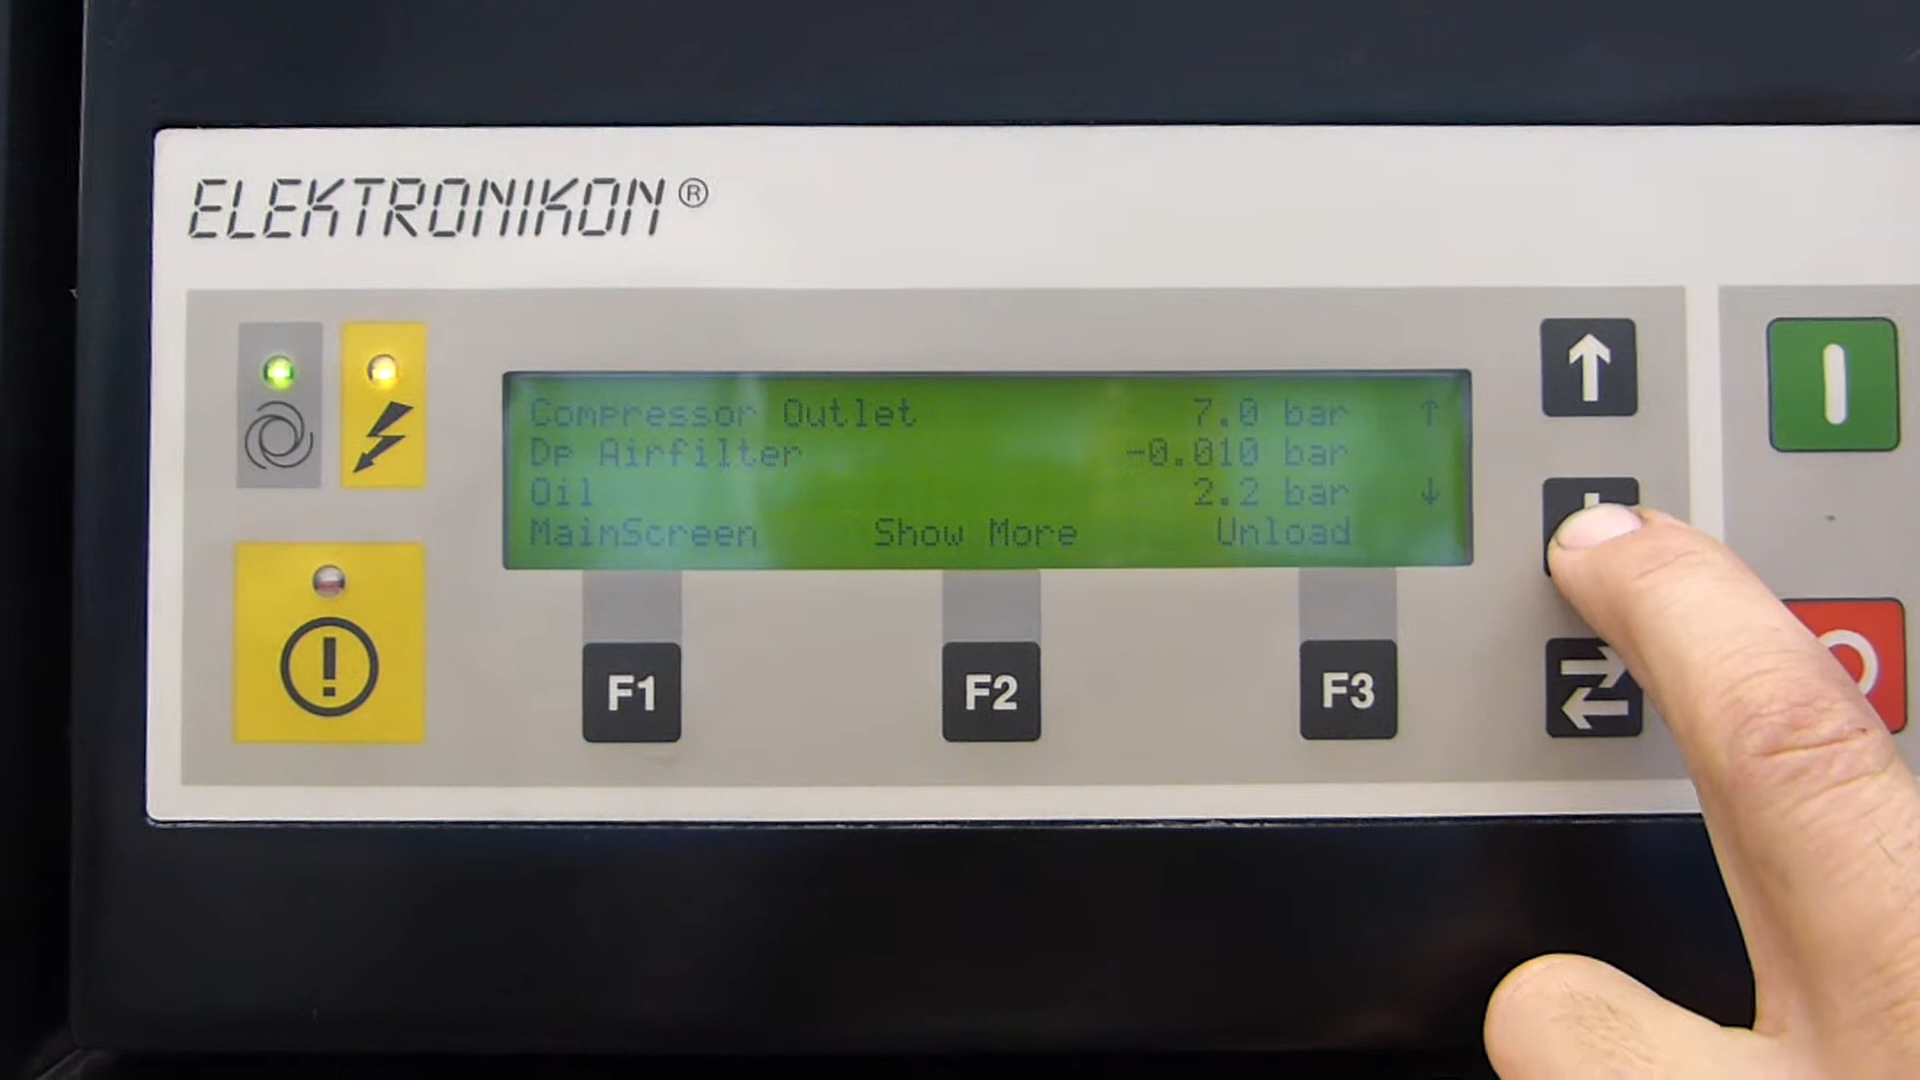 ELEKTRONIKON®
Compressor Outlet 7.0 bar ↑
Dp Airfilter -0.010 bar
Oil 2.2 bar ↓
MainScreen Show More Unload
F1 F2 F3